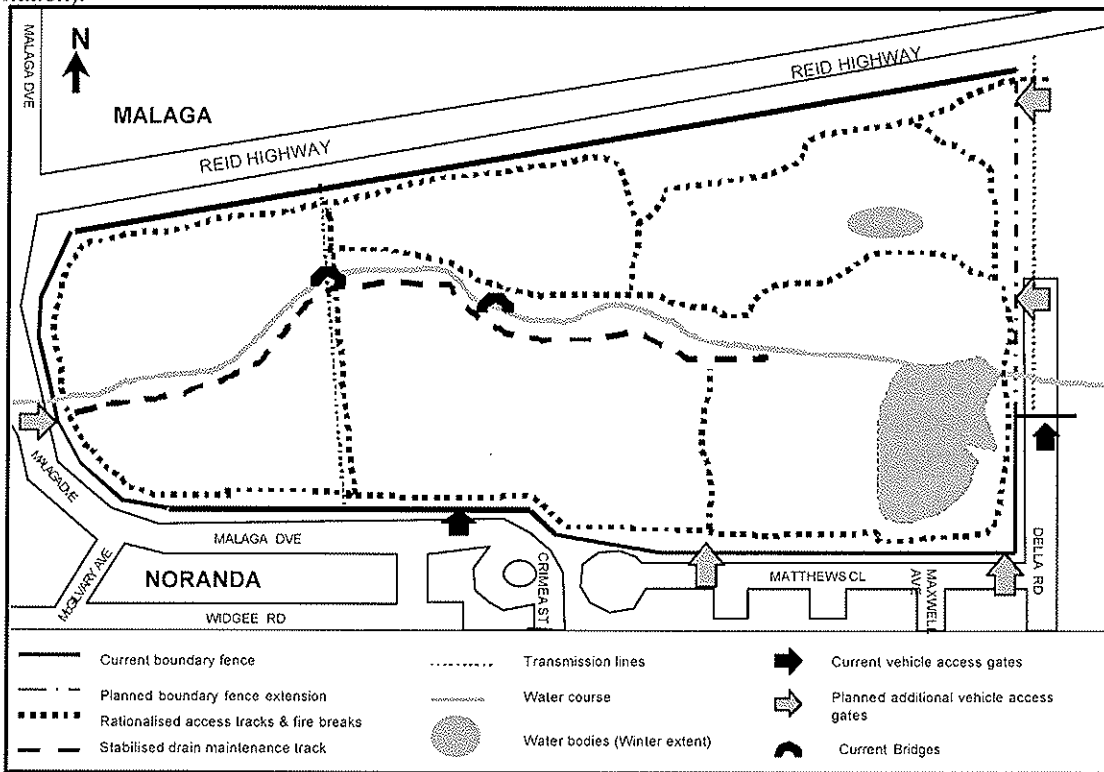 MALAGA DVE
N
MALAGA
REID HIGHWAY
REID HIGHWAY
MALAGA DVE
McGILVARY AVE
MALAGA DVE
NORANDA
WIDGEE RD
CRIMEA ST
MATTHEWS CL
MAXWELL AVE
DELLA RD
Current boundary fence
Planned boundary fence extension
Rationalised access tracks & fire breaks
Stabilised drain maintenance track
Transmission lines
Water course
Water bodies (Winter extent)
Current vehicle access gates
Planned additional vehicle access
gates
Current Bridges